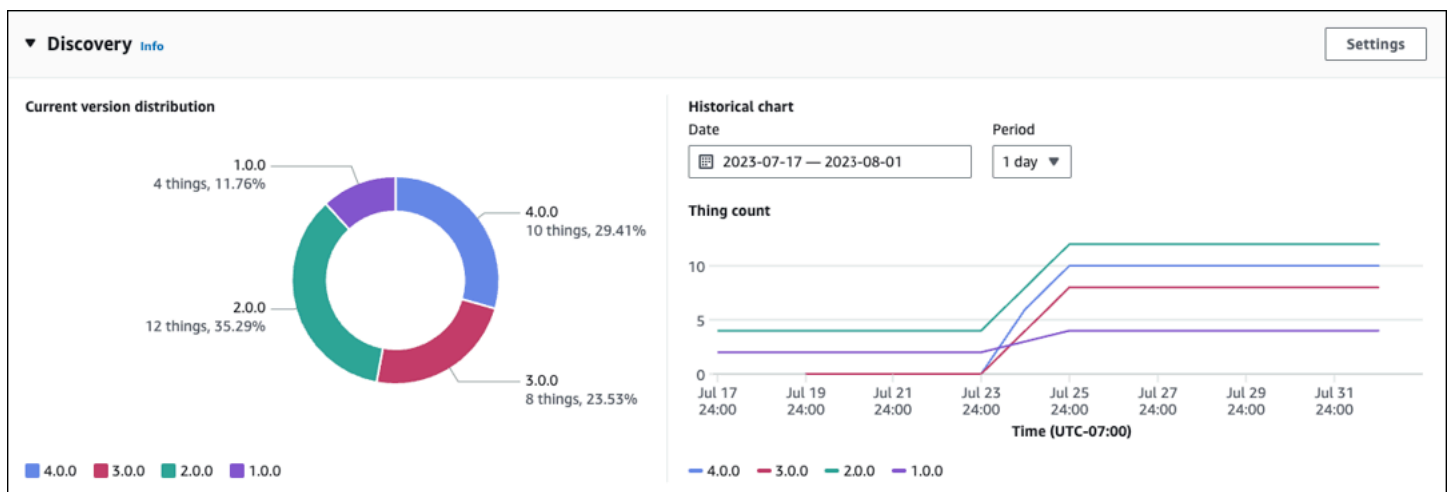 Discovery Info
Settings
Current version distribution
1.0.0
4 things, 11.76%
4.0.0
10 things, 29.41%
2.0.0
12 things, 35.29%
3.0.0
8 things, 23.53%
4.0.0 3.0.0 2.0.0 1.0.0
Historical chart
Date Period
2023-07-17 — 2023-08-01 1 day
Thing count
10
5
0
Jul 17 Jul 19 Jul 21 Jul 23 Jul 25 Jul 27 Jul 29 Jul 31
24:00 24:00 24:00 24:00 24:00 24:00 24:00 24:00
Time (UTC-07:00)
4.0.0 3.0.0 2.0.0 1.0.0